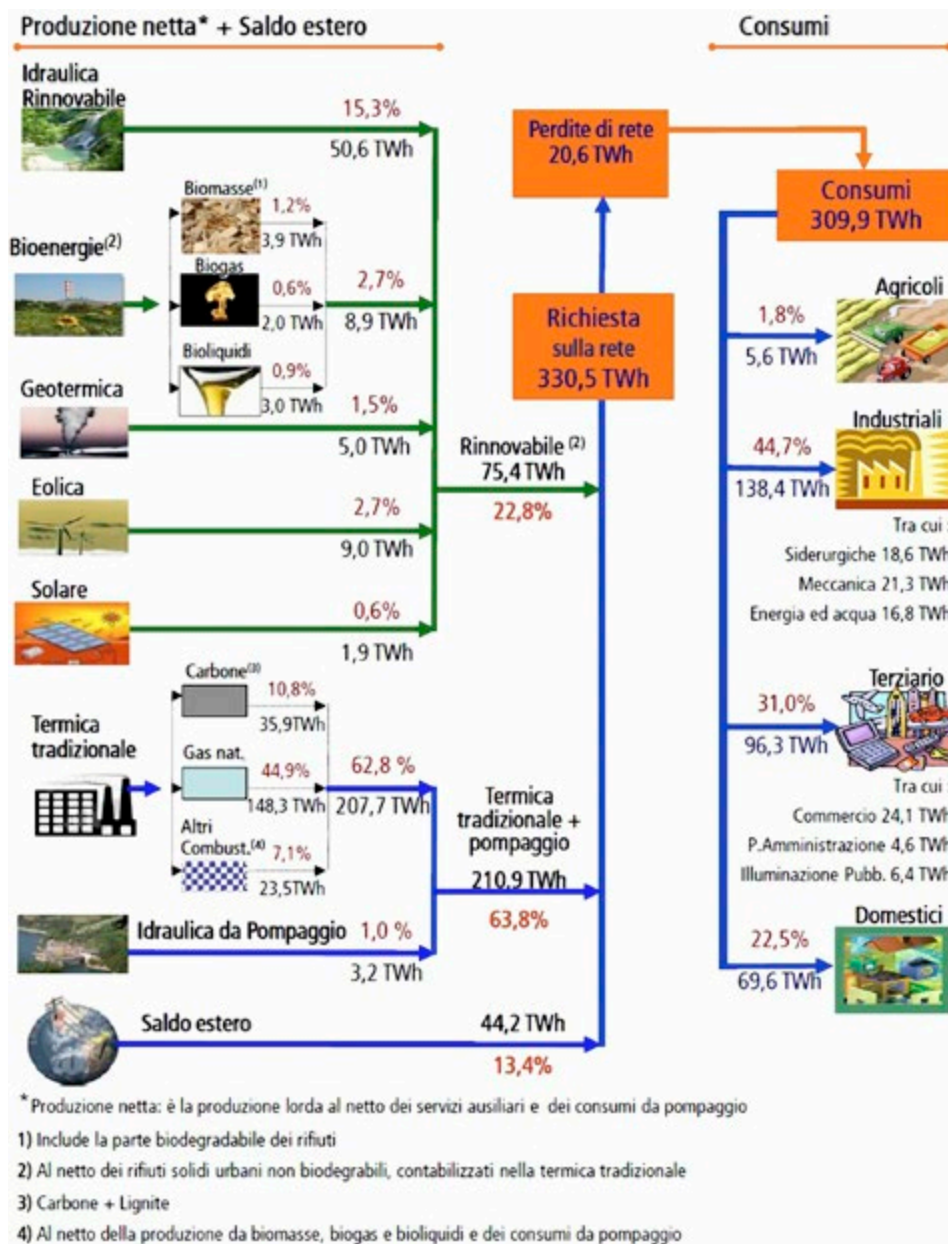 Produzione netta* + Saldo estero
Consumi
Idraulica
Rinnovabile
15,3%
50,6 TWh
Bioenergie(2)
Biomasse(1)
1,2%
3,9 TWh
Biogas
0,6%
2,0 TWh
Bioliquidi
0,9%
3,0 TWh
2,7%
8,9 TWh
Geotermica
1,5%
5,0 TWh
Eolica
2,7%
9,0 TWh
Solare
0,6%
1,9 TWh
Rinnovabile (2)
75,4 TWh
22,8%
Termica
tradizionale
Carbone(3)
10,8%
35,9TWh
Gas nat.
44,9%
148,3 TWh
Altri
Combust.(4)
7,1%
23,5TWh
62,8 %
207,7 TWh
Idraulica da Pompaggio
1,0 %
3,2 TWh
Termica
tradizionale +
pompaggio
210,9 TWh
63,8%
Saldo estero
44,2 TWh
13,4%
Perdite di rete
20,6 TWh
Richiesta
sulla rete
330,5 TWh
Consumi
309,9 TWh
Agricoli
1,8%
5,6 TWh
Industriali
44,7%
138,4 TWh
Tra cui :
Siderurgiche 18,6 TWh
Meccanica 21,3 TWh
Energia ed acqua 16,8 TWh
Terziario
31,0%
96,3 TWh
Tra cui :
Commercio 24,1 TWh
P.Amministrazione 4,6 TWh
Illuminazione Pubb. 6,4 TWh
Domestici
22,5%
69,6 TWh
* Produzione netta: è la produzione lorda al netto dei servizi ausiliari e dei consumi da pompaggio
1) Include la parte biodegradabile dei rifiuti
2) Al netto dei rifiuti solidi urbani non biodegrabili, contabilizzati nella termica tradizionale
3) Carbone + Lignite
4) Al netto della produzione da biomasse, biogas e bioliquidi e dei consumi da pompaggio